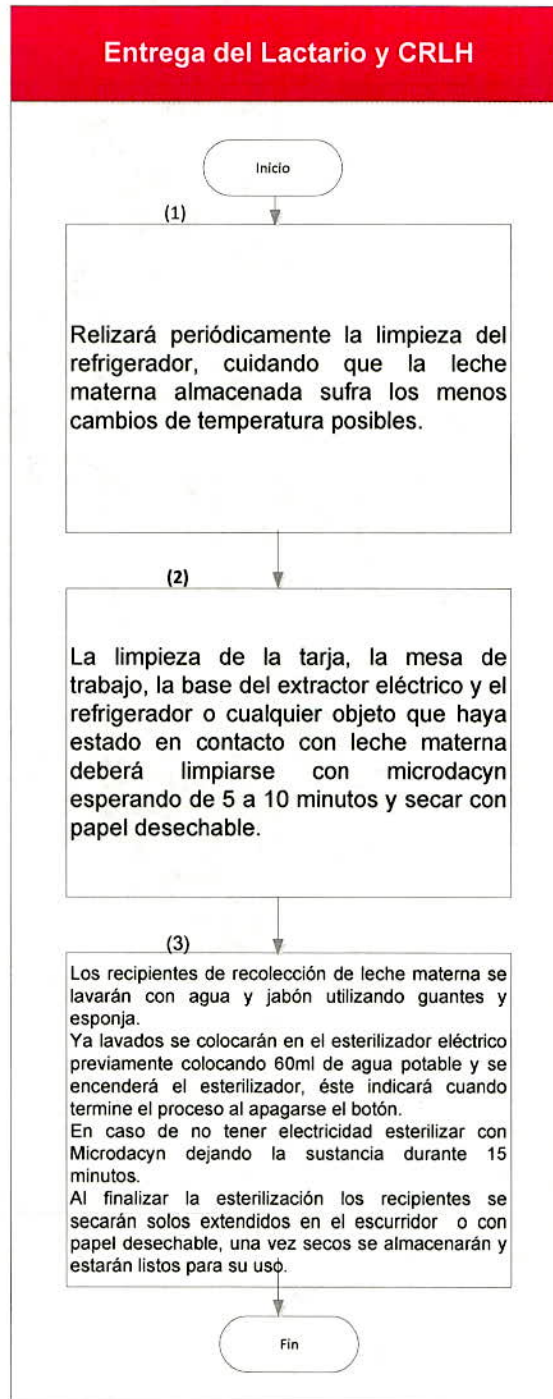 Entrega del Lactario y CRLH
Inicio
(1)
Relizará periódicamente la limpieza del
refrigerador, cuidando que la leche
materna almacenada sufra los menos
cambios de temperatura posibles.
(2)
La limpieza de la tarja, la mesa de
trabajo, la base del extractor eléctrico y el
refrigerador o cualquier objeto que haya
estado en contacto con leche materna
deberá limpiarse con microdacyn
esperando de 5 a 10 minutos y secar con
papel desechable.
(3)
Los recipientes de recolección de leche materna se
lavarán con agua y jabón utilizando guantes y
esponja.
Ya lavados se colocarán en el esterilizador eléctrico
previamente colocando 60ml de agua potable y se
encenderá el esterilizador, éste indicará cuando
termine el proceso al apagarse el botón.
En caso de no tener electricidad esterilizar con
Microdacyn dejando la sustancia durante 15
minutos.
Al finalizar la esterilización los recipientes se
secarán solos extendidos en el escurridor o con
papel desechable, una vez secos se almacenarán y
estarán listos para su uso.
Fin